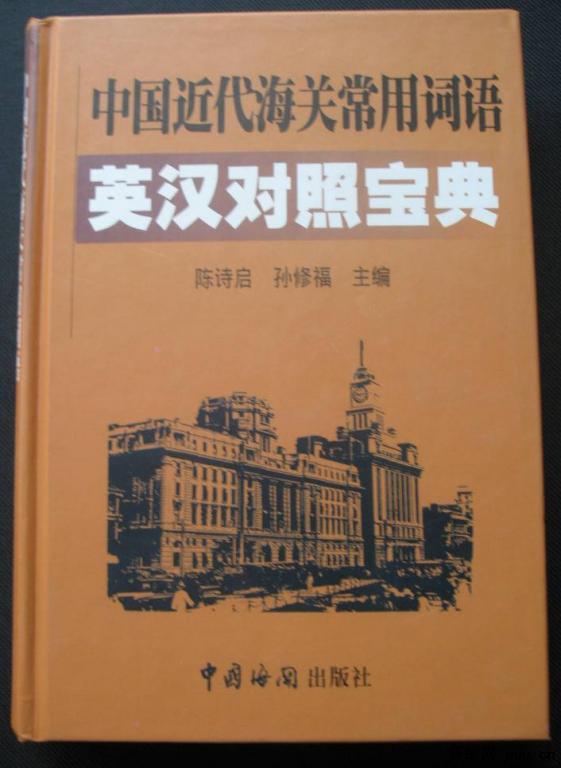 中国近代海关常用词语
英汉对照宝典
陈诗启 孙修福 主编
中国海关出版社